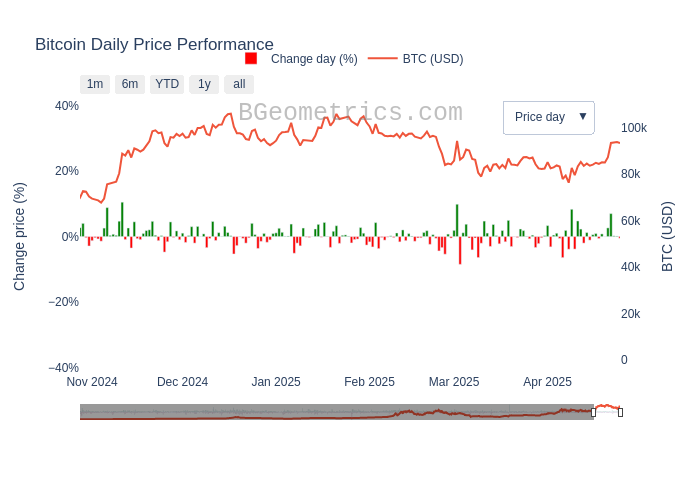 Bitcoin Daily Price Performance
Change day (%) BTC (USD)
1m 6m YTD 1y all
BGeometrics.com
Price day ▼
40%
20%
0%
−20%
−40%
Change price (%)
100k
80k
60k
40k
20k
0
BTC (USD)
Nov 2024 Dec 2024 Jan 2025 Feb 2025 Mar 2025 Apr 2025